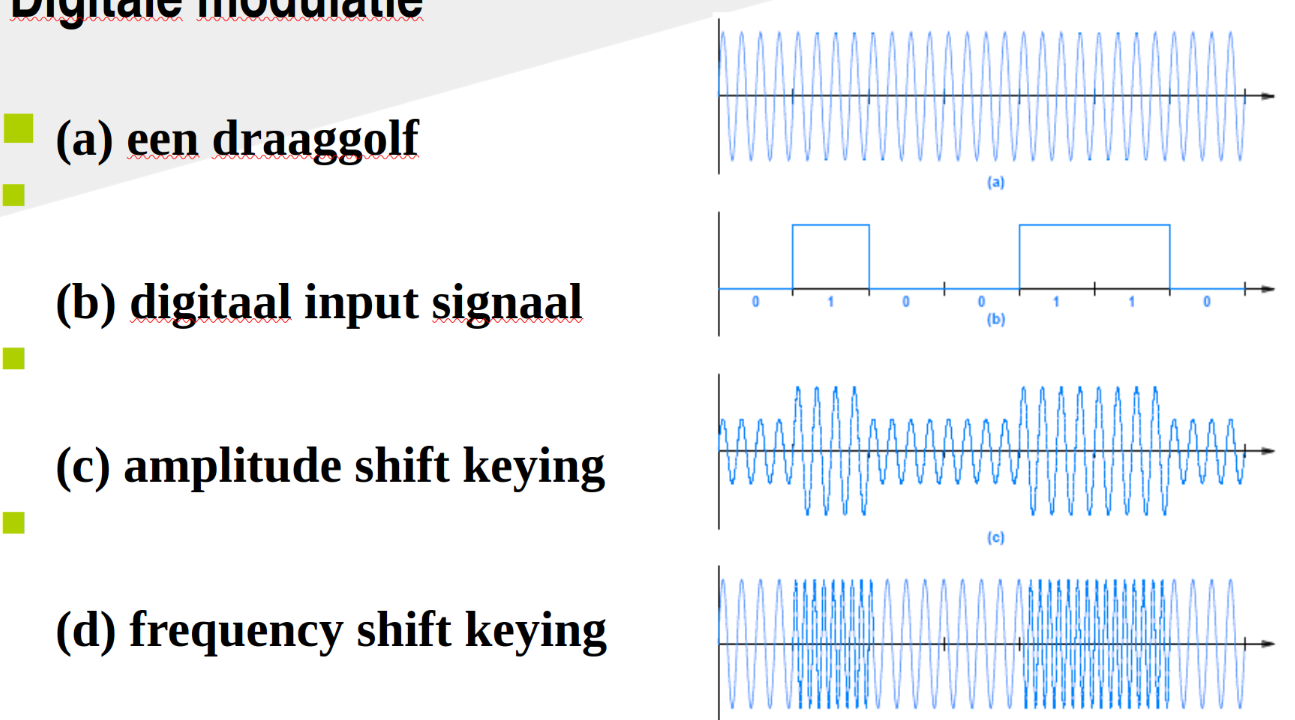 Digitale modulatie
(a) een draaggolf
(b) digitaal input signaal
(c) amplitude shift keying
(d) frequency shift keying
(a)
0 1 0 0 1 1 0
(b)
(c)